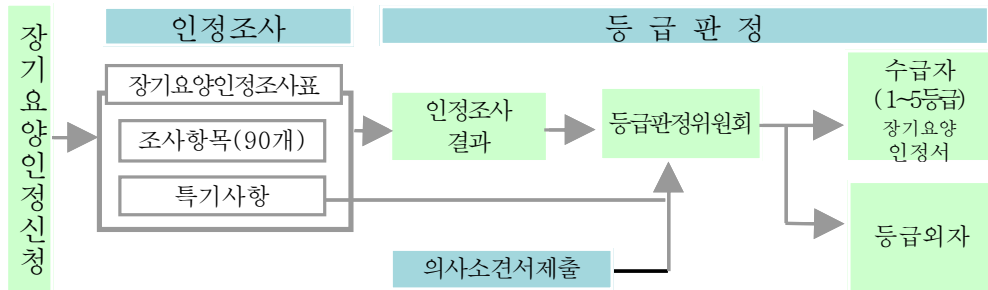 장기요양인정신청
인정조사
등 급 판 정
장기요양인정조사표
조사항목(90개)
특기사항
인정조사
결과
등급판정위원회
수급자
(1~5등급)
장기요양
인정서
등급외자
의사소견서제출